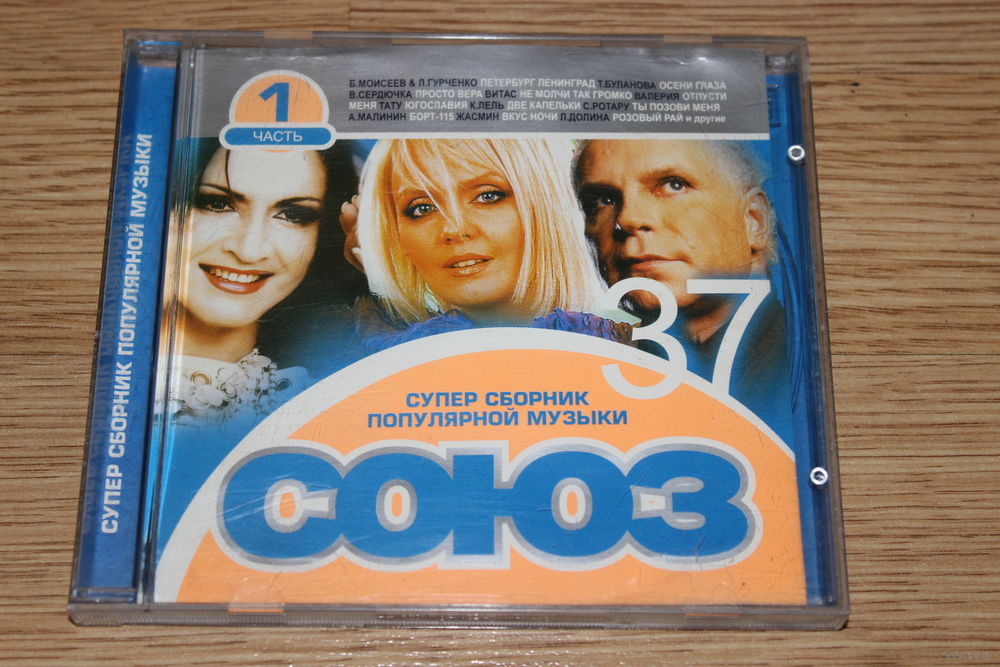 Б.МОИСЕЕВ & Л.ГУРЧЕНКО ПЕТЕРБУРГ ЛЕНИНГРАД Т.БУЛАНОВА ОСЕНИ ГЛАЗА
В.СЕРДЮЧКА ПРОСТО ВЕРА ВИТАС НЕ МОЛЧИ ТАК ГРОМКО ВАЛЕРИЯ ОТПУСТИ
МЕНЯ ТАТУ ЮГОСЛАВИЯ К.ЛЕЛЬ ДВЕ КАПЕЛЬКИ С.РОТАРУ ТЫ ПОЗОВИ МЕНЯ
А.МАЛИНИН БОРТ-115 ЖАСМИН ВКУС НОЧИ Л.ДОЛИНА РОЗОВЫЙ РАЙ и другие
1
ЧАСТЬ
СУПЕР СБОРНИК ПОПУЛЯРНОЙ МУЗЫКИ
37
СУПЕР СБОРНИК
ПОПУЛЯРНОЙ МУЗЫКИ
СОЮЗ